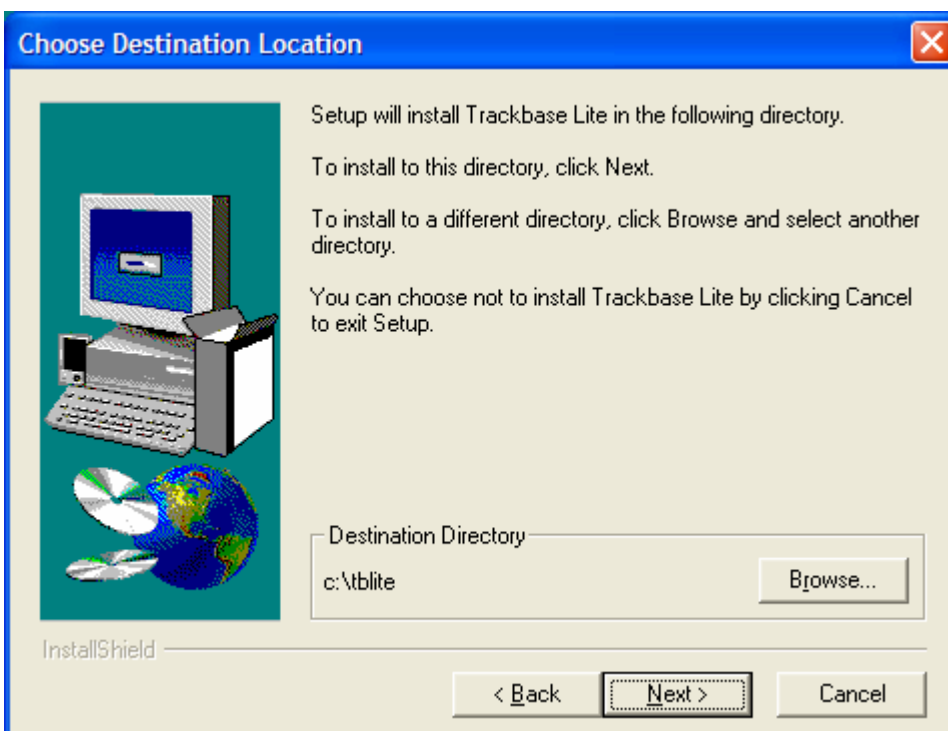 Choose Destination Location
Setup will install Trackbase Lite in the following directory.
To install to this directory, click Next.
To install to a different directory, click Browse and select another
directory.
You can choose not to install Trackbase Lite by clicking Cancel
to exit Setup.
Destination Directory
c:\tblite
Browse...
InstallShield
< Back
Next >
Cancel